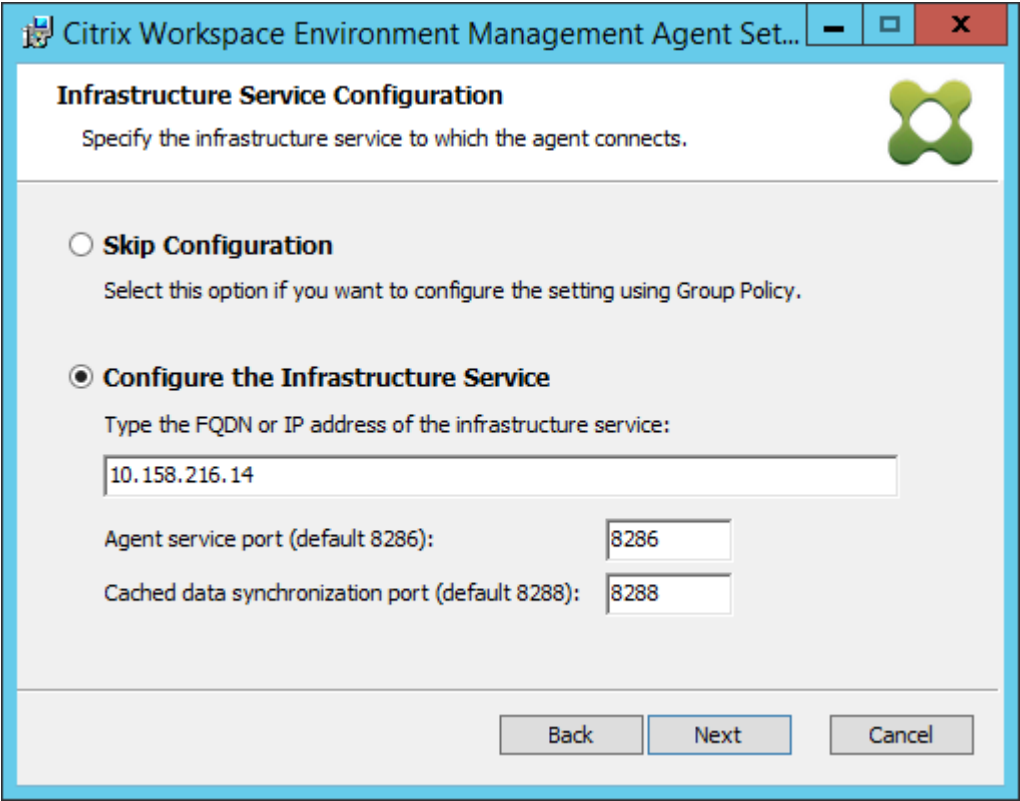 Citrix Workspace Environment Management Agent Set...
Infrastructure Service Configuration
Specify the infrastructure service to which the agent connects.
Skip Configuration
Select this option if you want to configure the setting using Group Policy.
Configure the Infrastructure Service
Type the FQDN or IP address of the infrastructure service:
10.158.216.14
Agent service port (default 8286): 8286
Cached data synchronization port (default 8288): 8288
Back Next Cancel